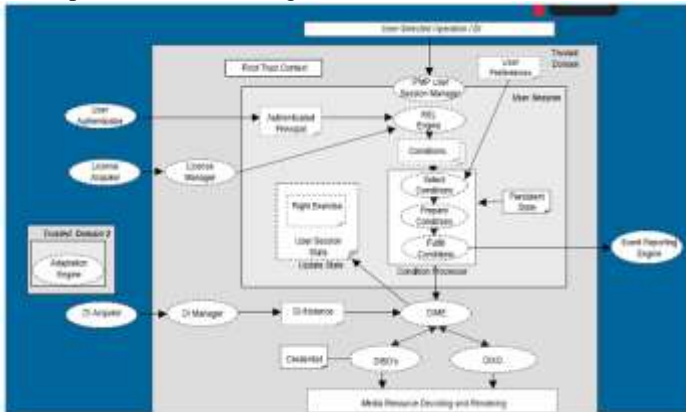 User Selected Operation / DI
Trusted
Domain
Root Trust Context
User
Preferences
PMP User
Session Manager
User Session
User
Authenticator
Authenticated
Principal
REL
Engine
License
Acquirer
License
Manager
Conditions
Select
Conditions
Right Exercise
Prepare
Conditions
Persistent
State
Trusted Domain 2
User Session
State
Update State
Fulfill
Conditions
Event Reporting
Engine
Adaptation
Engine
Condition Processor
DI Acquirer
DI Manager
DI Instance
DIME
Credential
DIBO's
DIXO
Media Resource Decoding and Rendering